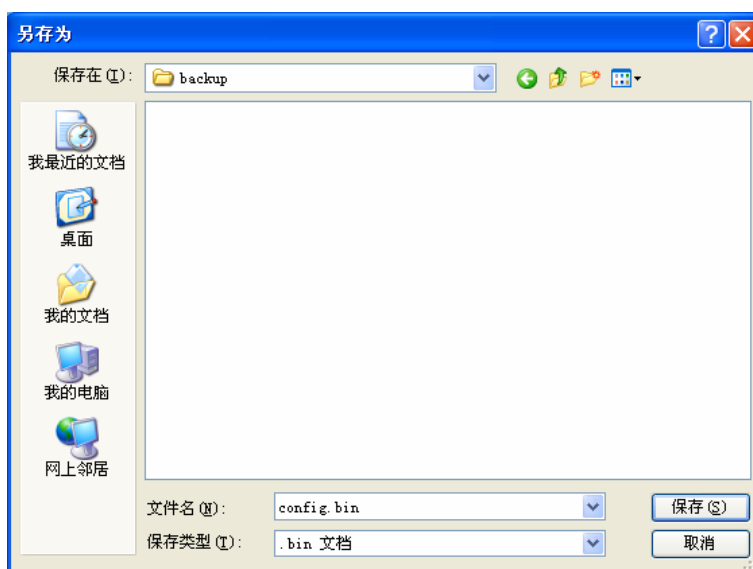 另存为
保存在(I):
backup
我最近的文档
桌面
我的文档
我的电脑
网上邻居
文件名(N):
config.bin
保存(S)
保存类型(T):
.bin 文档
取消